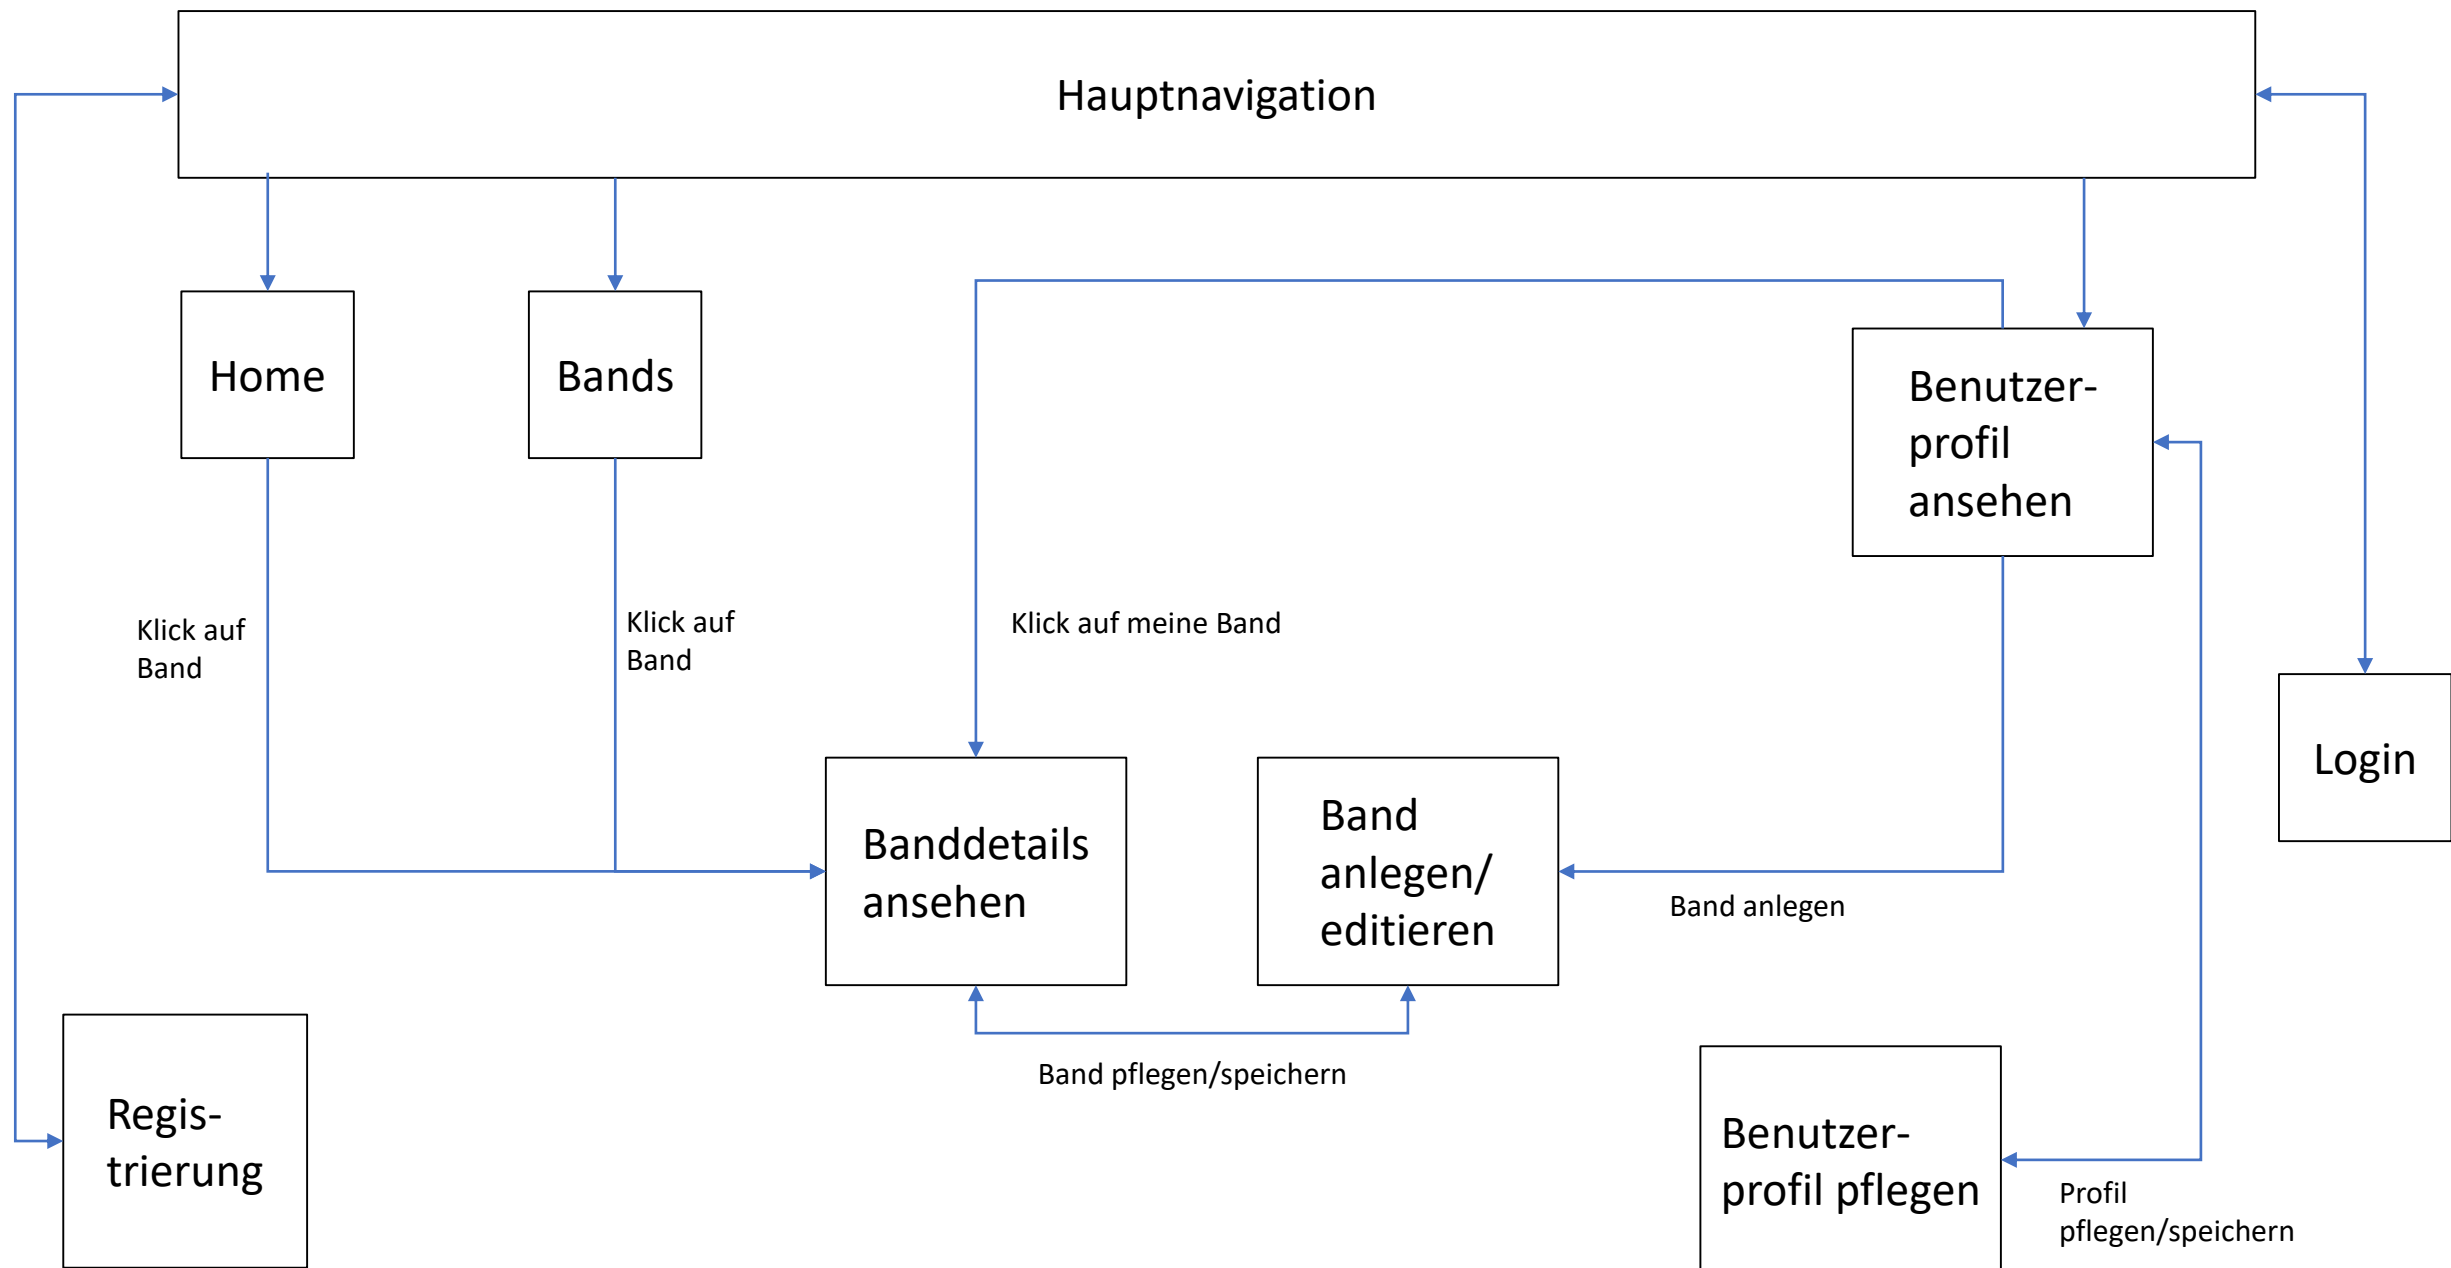 Hauptnavigation
Home
Bands
Benutzer-
profil
ansehen
Klick auf
Band
Klick auf
Band
Klick auf meine Band
Login
Banddetails
ansehen
Band
anlegen/
editieren
Band anlegen
Band pflegen/speichern
Regis-
trierung
Benutzer-
profil pflegen
Profil
pflegen/speichern